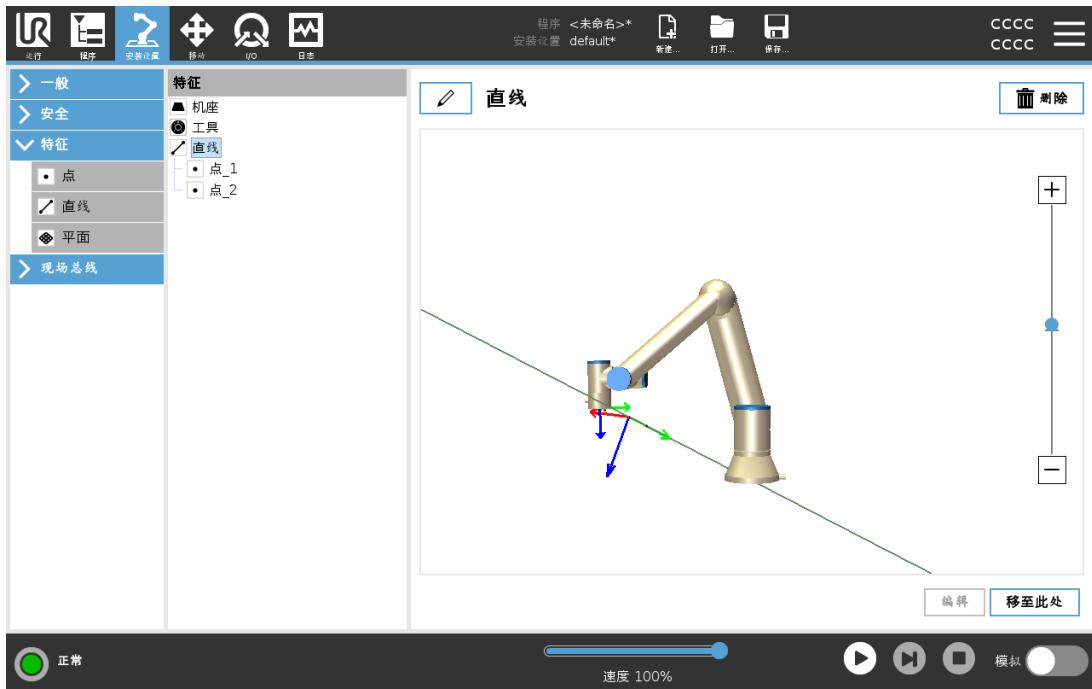 UR
运行
程序
安装设置
移动
I/O
日志
程序 <未命名>*
安装设置 default*
新建...
打开...
保存...
CCCC
CCCC
一般
安全
特征
点
直线
平面
现场总线
特征
机座
工具
直线
点_1
点_2
直线
删除
编辑
移至此处
正常
速度 100%
模拟